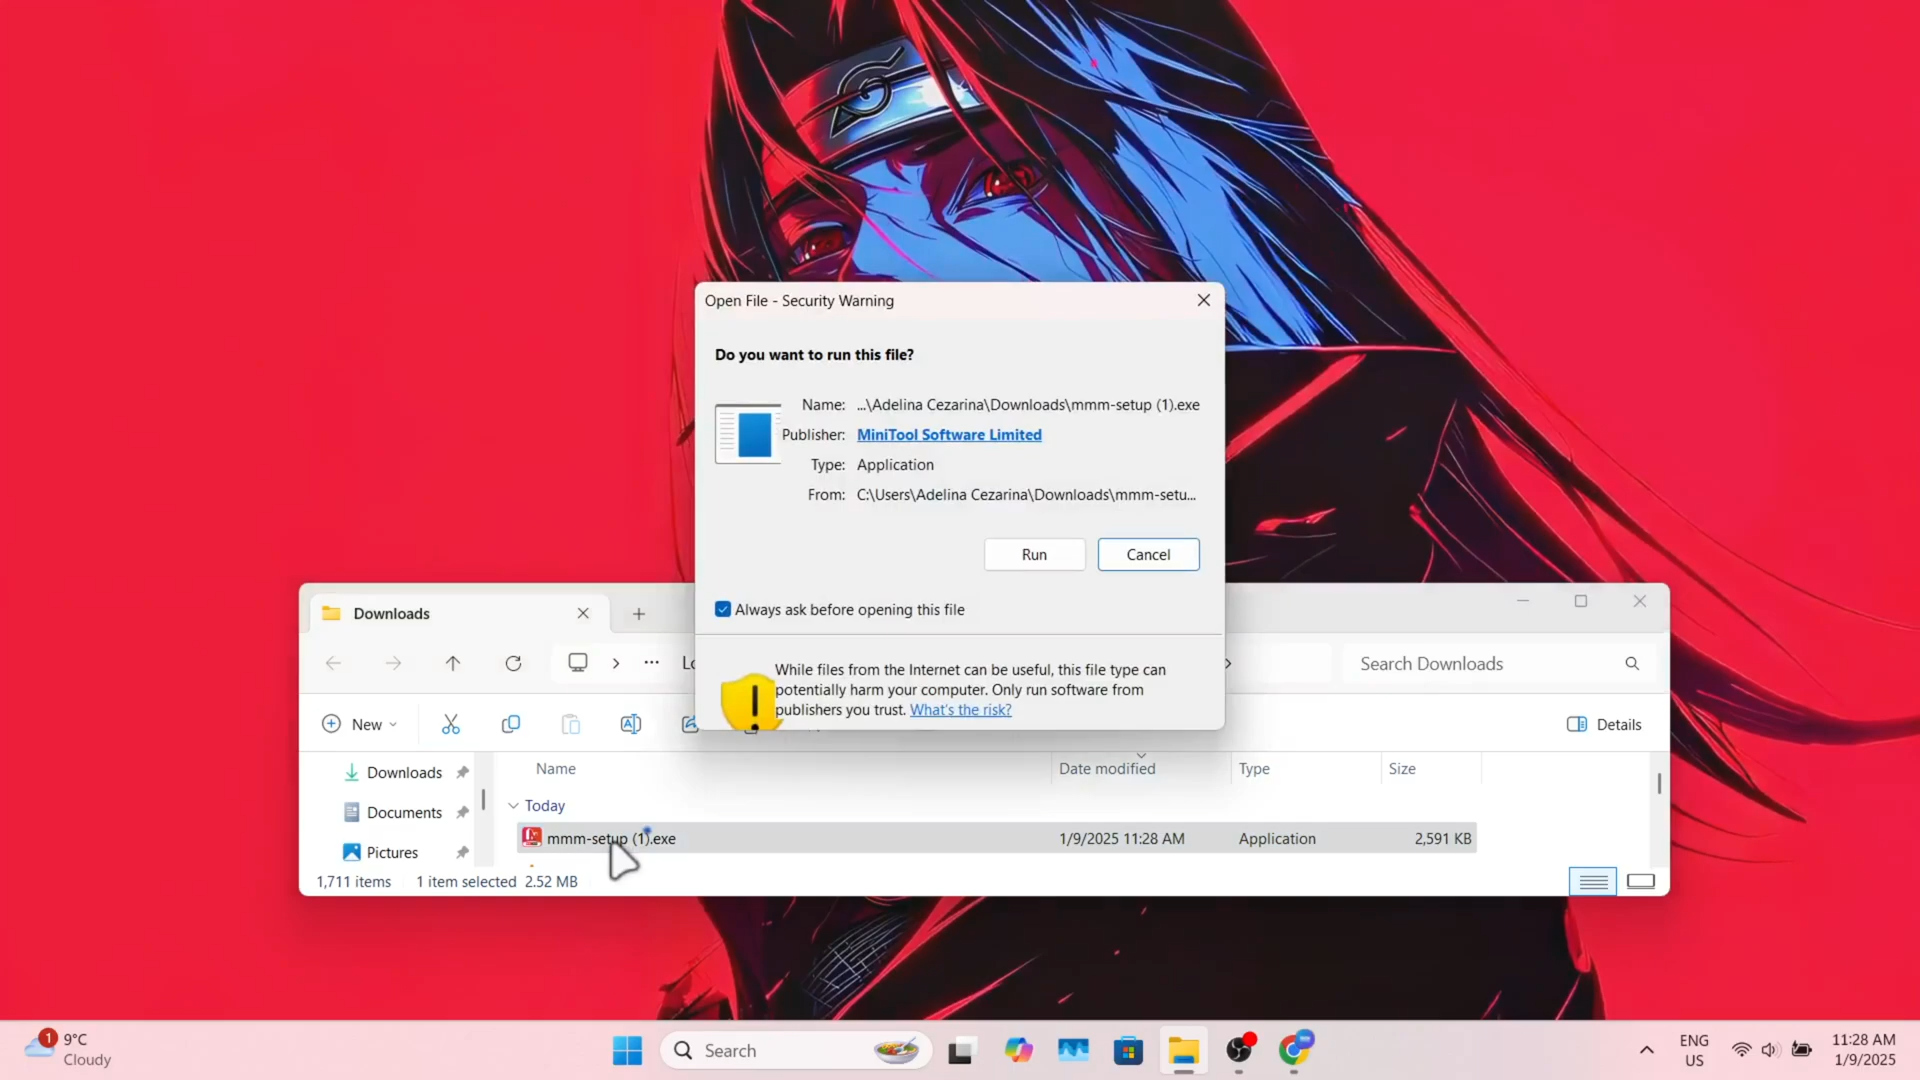 Open File - Security Warning
Do you want to run this file?
Name: ...\Adelina Cezarina\Downloads\mmm-setup (1).exe
Publisher: MiniTool Software Limited
Type: Application
From: C:\Users\Adelina Cezarina\Downloads\mmm-setu...
Run Cancel
Always ask before opening this file
While files from the Internet can be useful, this file type can
potentially harm your computer. Only run software from
publishers you trust. What's the risk?
Downloads
Search Downloads
New
Details
Downloads
Documents
Pictures
Name Date modified Type Size
Today
mmm-setup (1).exe 1/9/2025 11:28 AM Application 2,591 KB
1,711 items 1 item selected 2.52 MB
1
9°C
Cloudy
Search
ENG
US
11:28 AM
1/9/2025